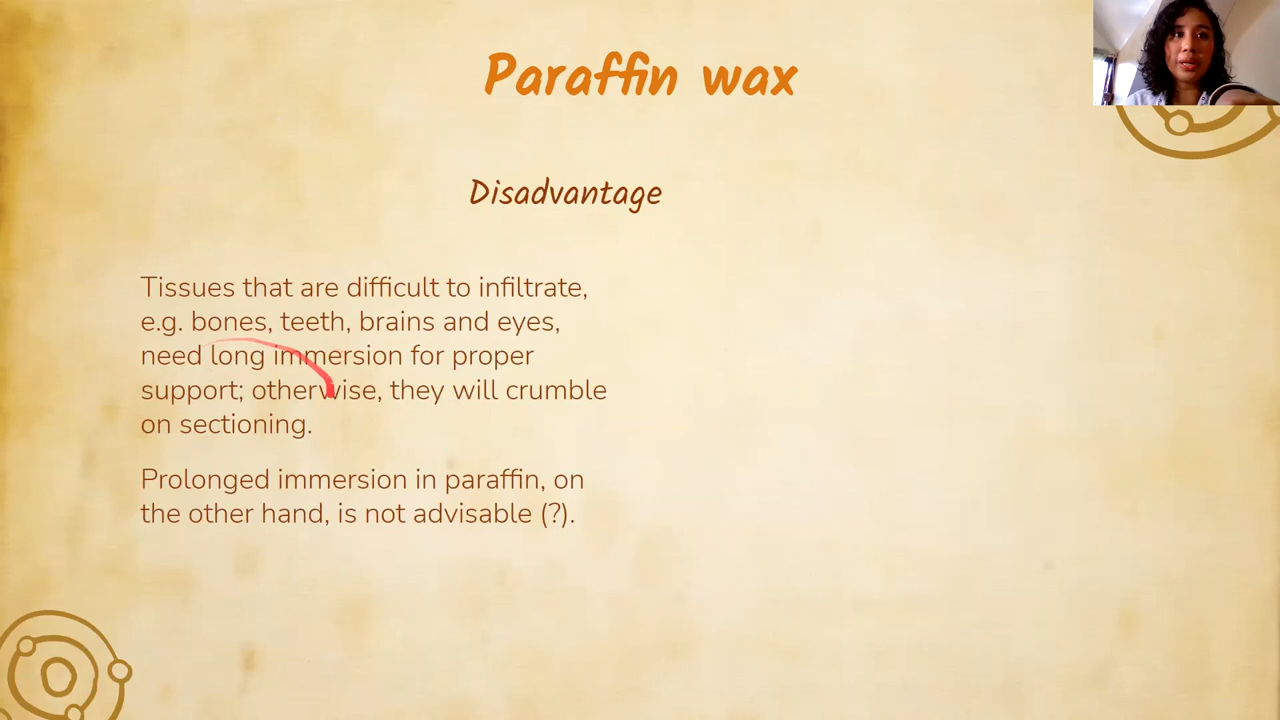 Paraffin wax
Disadvantage
Tissues that are difficult to infiltrate,
e.g. bones, teeth, brains and eyes,
need long immersion for proper
support; otherwise, they will crumble
on sectioning.
Prolonged immersion in paraffin, on
the other hand, is not advisable (?).